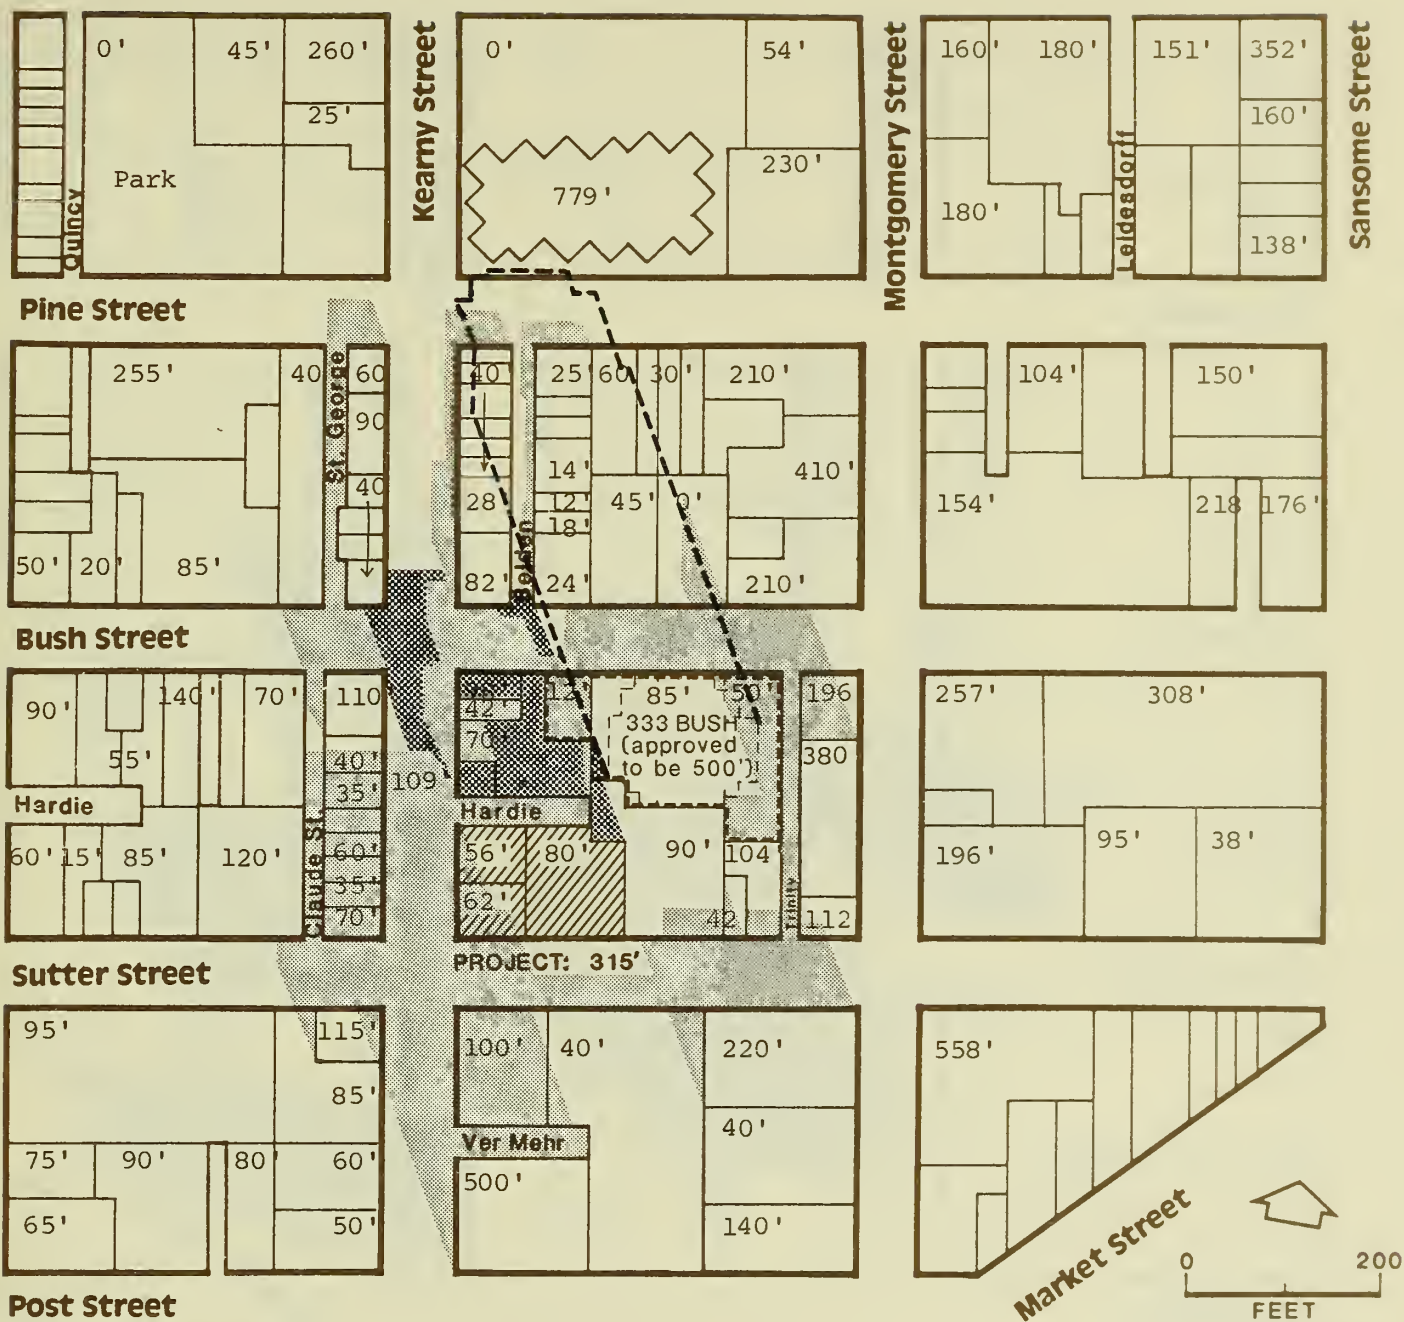 0' 45' 260' 0' 54' 160' 180' 151' 352'
25' 160'
Park 779' 230' 180' 138'
Quincy
Kearny Street
Montgomery Street
Leidesdorff
Sansome Street
Pine Street
255' 40 60 40' 25' 60 30' 210' 104' 150'
St. George
90
14' 410'
40 28 12' 45' 0' 154' 218 176'
18'
50' 20' 85' 82' 24' 210'
Belden
Bush Street
90' 140' 70' 110 12' 85' 50' 196 257' 308'
42'
333 BUSH
(approved
to be 500')
55' 40' 70 380
35' 109
Hardie
Hardie
60' 15' 85' 120' 60' 56' 80' 90' 104 196' 95' 38'
35' 62'
70' 42 112
Claude St.
Trinity
Sutter Street
PROJECT: 315'
95' 115' 100' 40' 220' 558'
85' 40'
Ver Mehr
75' 90' 80 60' 500'
65' 50' 140'
Market Street
0 200
FEET
Post Street